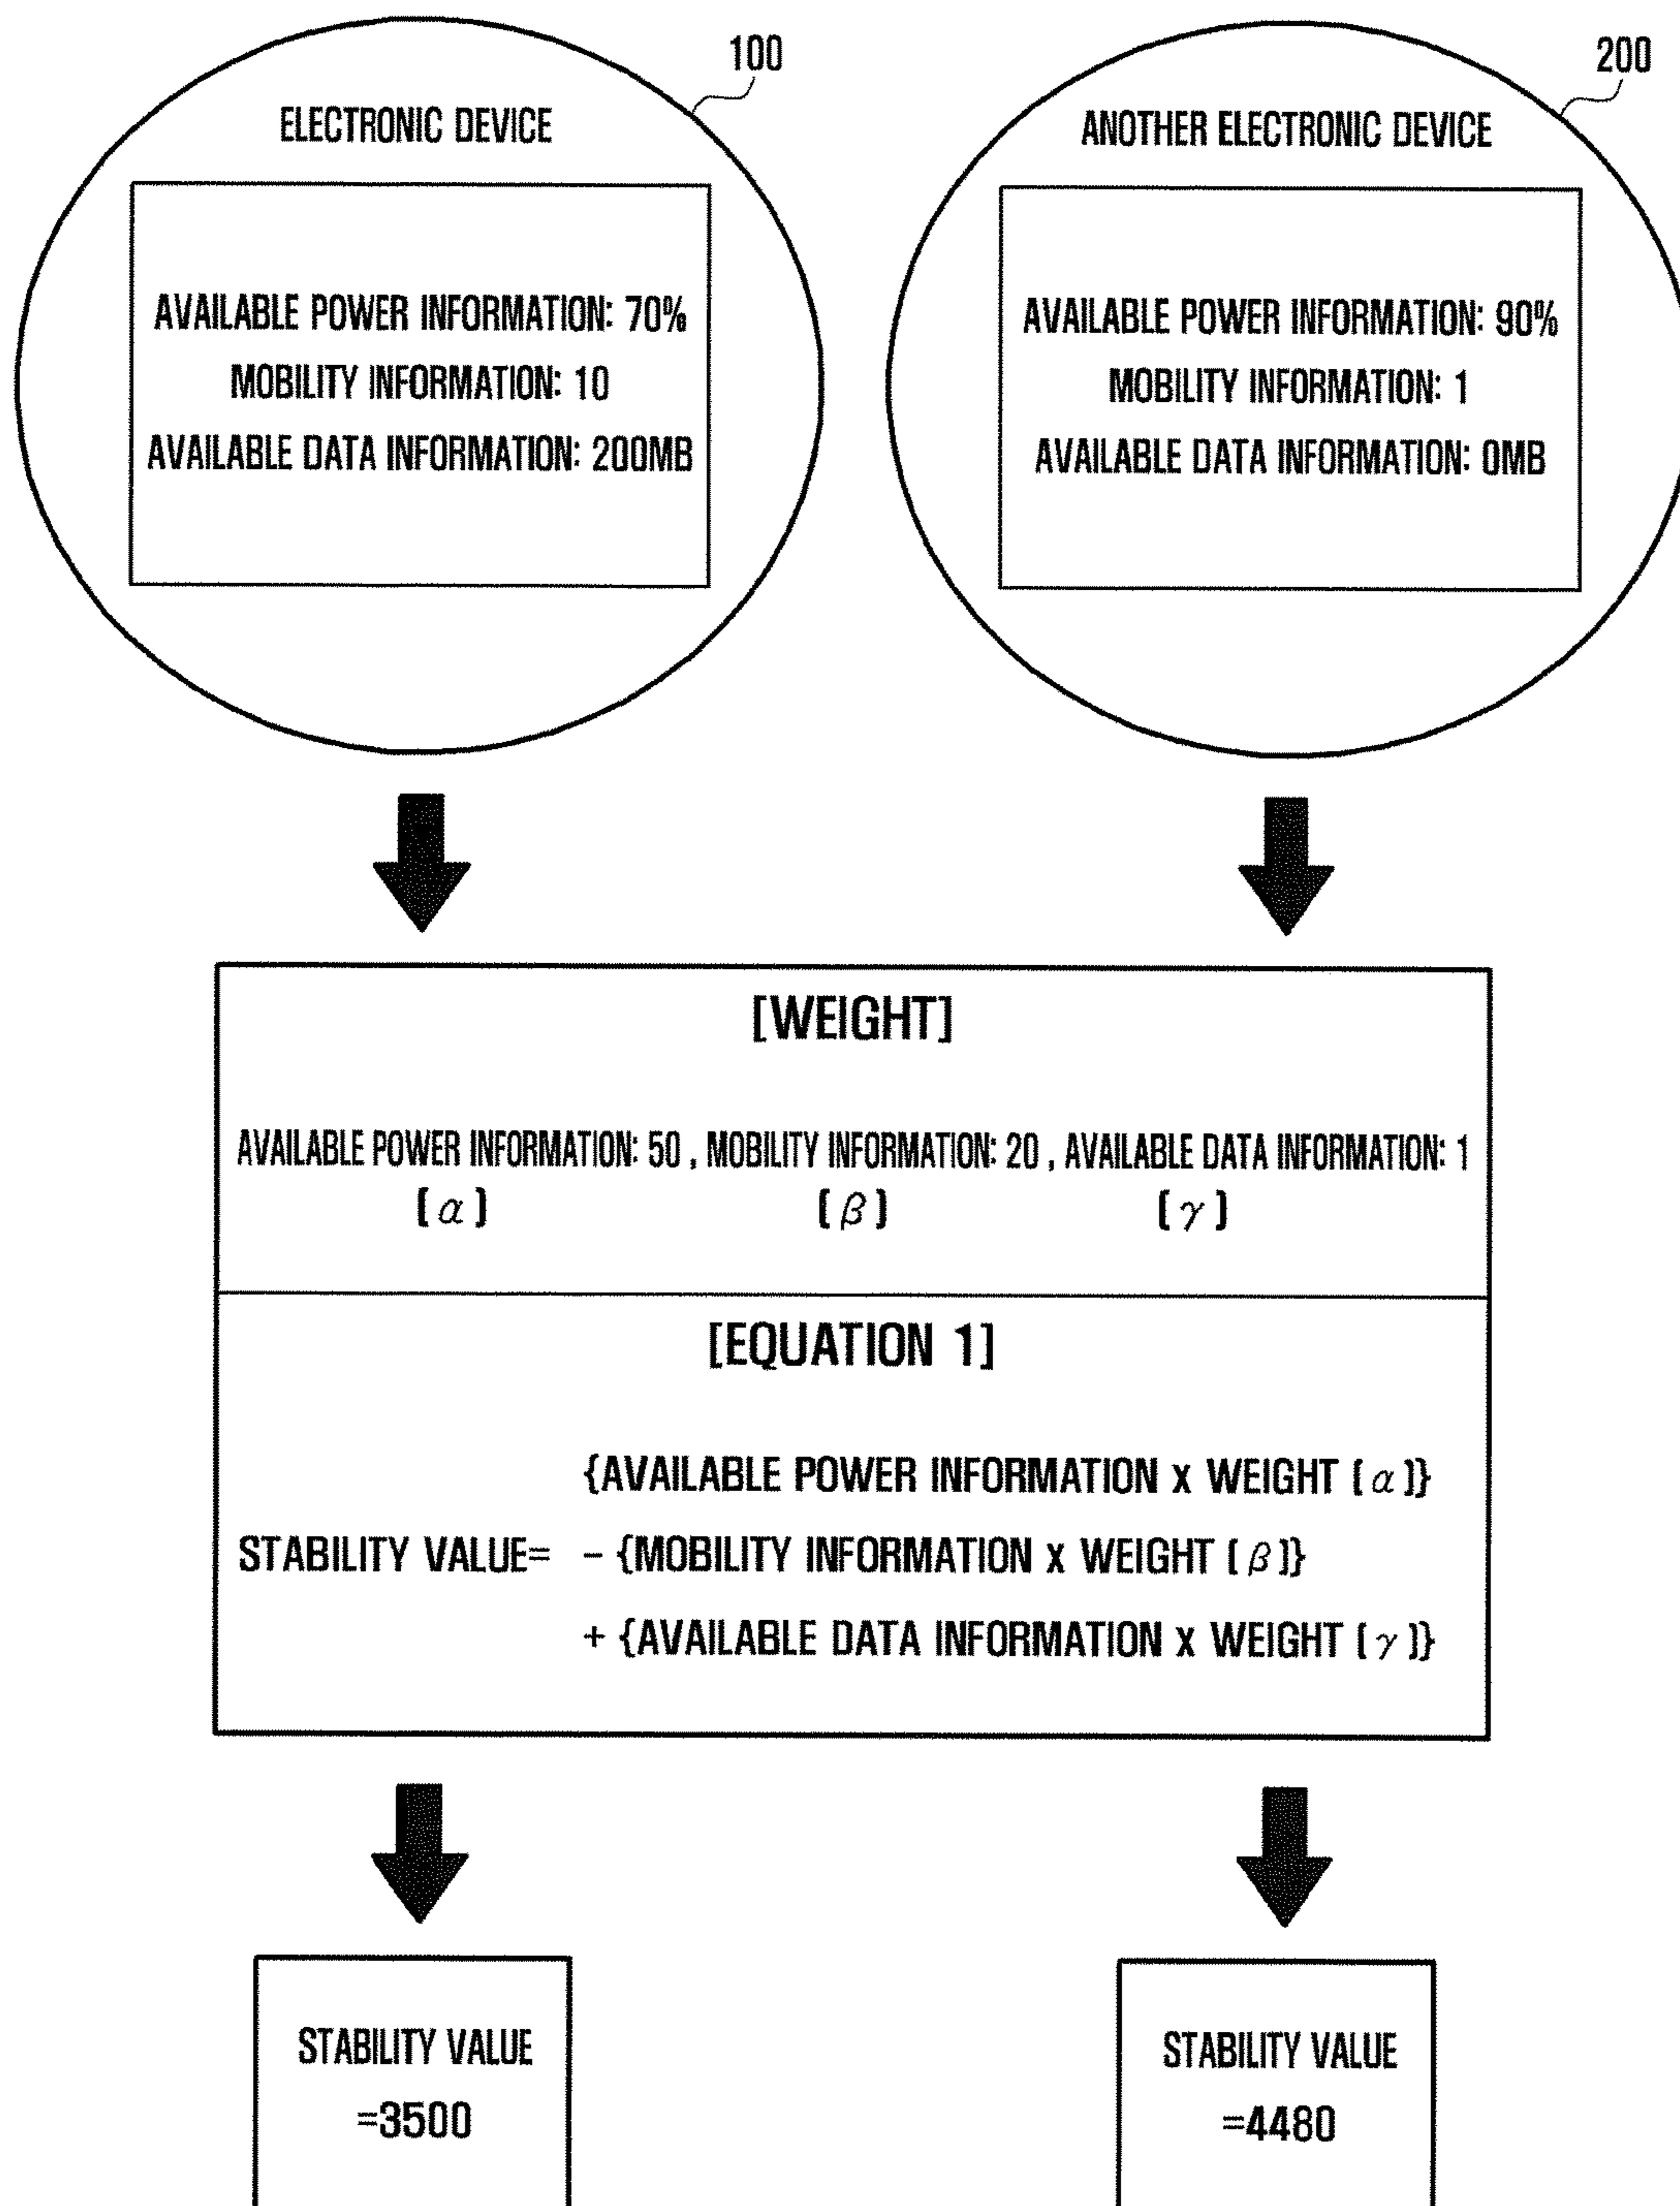 100
ELECTRONIC DEVICE
AVAILABLE POWER INFORMATION: 70%
MOBILITY INFORMATION: 10
AVAILABLE DATA INFORMATION: 200MB
200
ANOTHER ELECTRONIC DEVICE
AVAILABLE POWER INFORMATION: 90%
MOBILITY INFORMATION: 1
AVAILABLE DATA INFORMATION: 0MB
[WEIGHT]
AVAILABLE POWER INFORMATION: 50 , MOBILITY INFORMATION: 20 , AVAILABLE DATA INFORMATION: 1
(α) (β) (γ)
[EQUATION 1]
{AVAILABLE POWER INFORMATION x WEIGHT (α)}
STABILITY VALUE= – {MOBILITY INFORMATION x WEIGHT (β)}
+ {AVAILABLE DATA INFORMATION x WEIGHT (γ)}
STABILITY VALUE
=3500
STABILITY VALUE
=4480